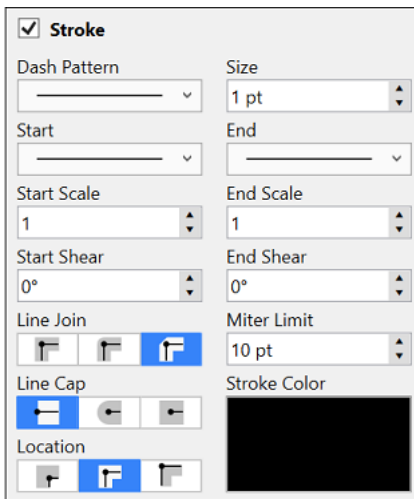 Stroke
Dash Pattern Size
1 pt
Start End
Start Scale End Scale
1 1
Start Shear End Shear
0° 0°
Line Join Miter Limit
10 pt
Line Cap Stroke Color
Location